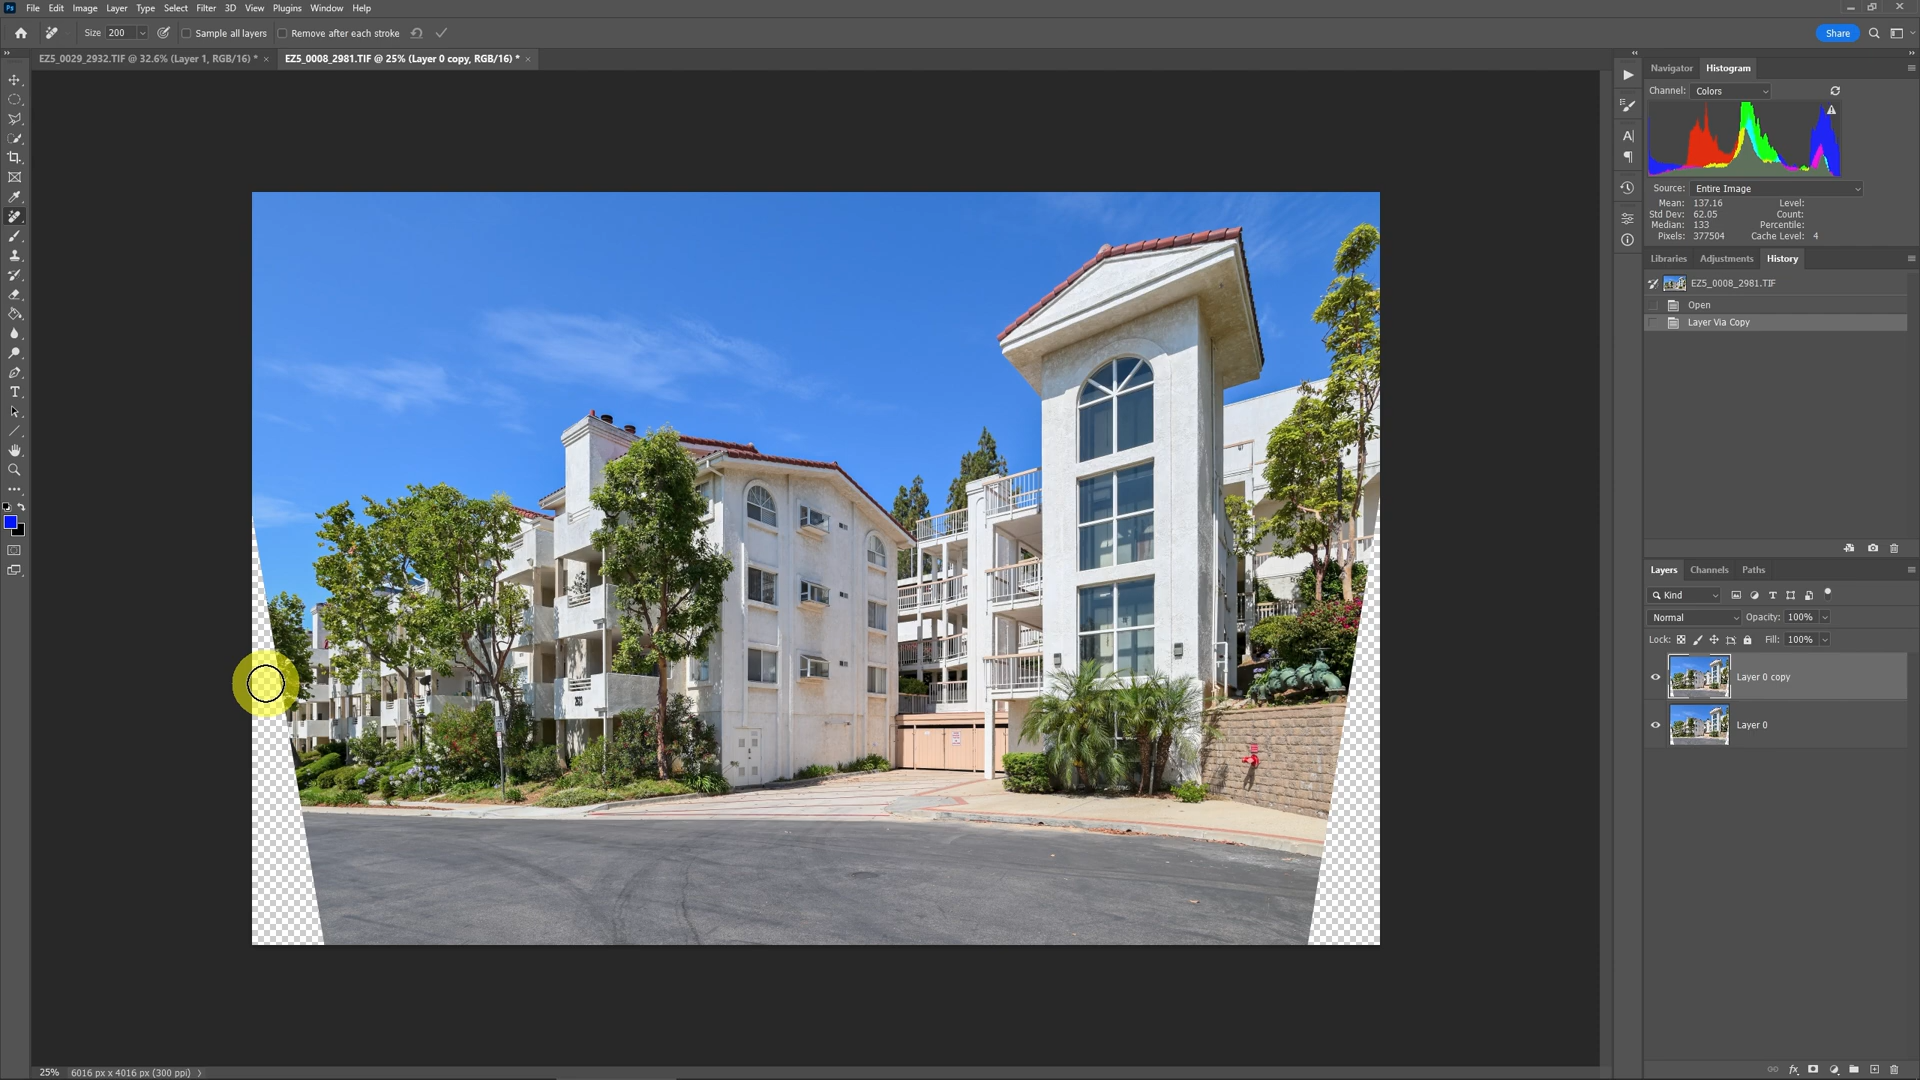 Ps File Edit Image Layer Type Select Filter 3D View Plugins Window Help
Size 200 Sample all layers Remove after each stroke Share
EZ5_0029_2932.TIF @ 32.6% (Layer 1, RGB/16) * × EZ5_0008_2981.TIF @ 25% (Layer 0 copy, RGB/16) * ×
Navigator Histogram
Channel: Colors
Source: Entire Image
Mean: 137.16 Level:
Std Dev: 62.05 Count:
Median: 133 Percentile:
Pixels: 377504 Cache Level: 4
Libraries Adjustments History
EZ5_0008_2981.TIF
Open
Layer Via Copy
Layers Channels Paths
Kind
Normal Opacity: 100%
Lock: Fill: 100%
Layer 0 copy
Layer 0
25% 6016 px x 4016 px (300 ppi)